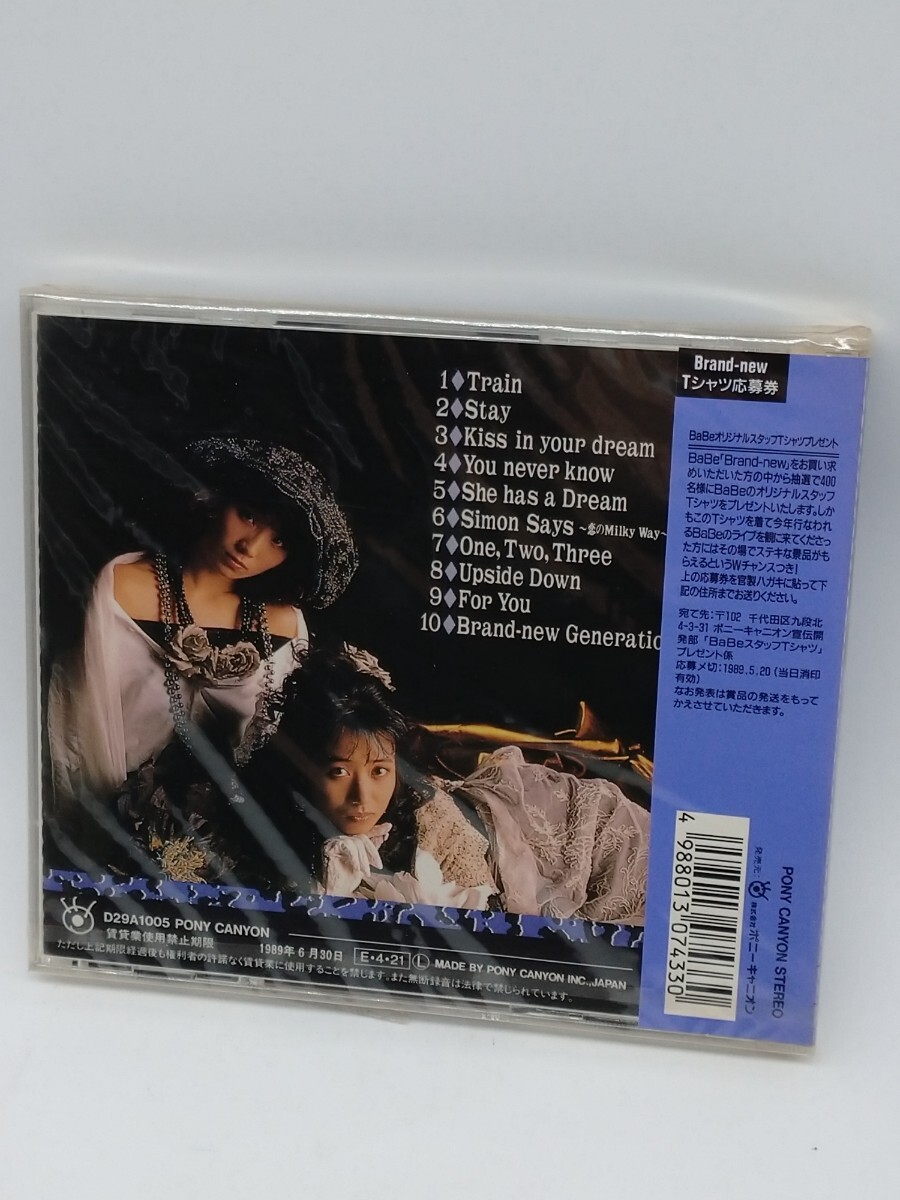 1♦Train
2♦Stay
3♦Kiss in your dream
4♦You never know
5♦She has a Dream
6♦Simon Says ~恋のMilky Way~
7♦One, Two, Three
8♦Upside Down
9♦For You
10♦Brand-new Generatio
Brand-new
Tシャツ応募券
BaBeオリジナルスタッフTシャツプレゼント
BaBe「Brand-new」をお買い求
めいただいた方の中から抽選で400
名様にBaBeのオリジナルスタッフ
Tシャツをプレゼントいたします。しか
もこのTシャツを着て今年行なわれ
るBaBeのライブを観に来てくださっ
た方にはその場でステキな景品がも
らえるというWチャンスつき!
上の応募券を官製ハガキに貼って下
記の住所までお送りください。
宛て先:〒102 千代田区九段北
4-3-31 ポニーキャニオン宣伝開
発部「BaBeスタッフTシャツ」
プレゼント係
応募〆切:1989.5.20(当日消印
有効)
なお発表は賞品の発送をもって
かえさせていただきます。
4 988013 074330
発売元:株式会社ポニーキャニオン
PONY CANYON STEREO
D29A1005 PONY CANYON
賃貸業使用禁止期限
1989年6月30日 E・4・21 L MADE BY PONY CANYON INC.,JAPAN
ただし上記期限経過後も権利者の許諾なく賃貸業に使用することを禁じます。また無断録音は法律で禁じられています。